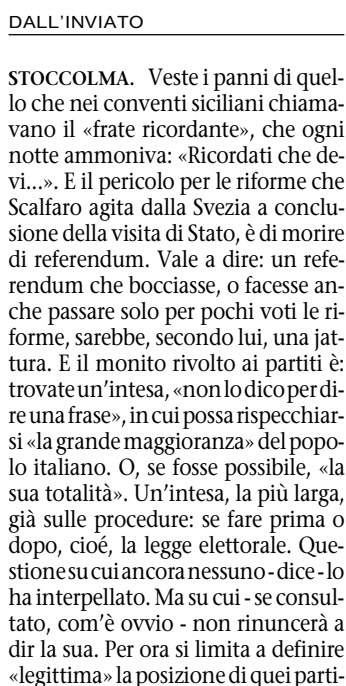 DALL'INVIATO
STOCCOLMA. Veste i panni di quel-
lo che nei conventi siciliani chiama-
vano il «frate ricordante», che ogni
notte ammoniva: «Ricordati che de-
vi...». E il pericolo per le riforme che
Scalfaro agita dalla Svezia a conclu-
sione della visita di Stato, è di morire
di referendum. Vale a dire: un refe-
rendum che bocciasse, o facesse an-
che passare solo per pochi voti le ri-
forme, sarebbe, secondo lui, una jat-
tura. E il monito rivolto ai partiti è:
trovate un'intesa, «non lo dico per di-
re una frase», in cui possa rispecchiar-
si «la grande maggioranza» del popo-
lo italiano. O, se fosse possibile, «la
sua totalità». Un'intesa, la più larga,
già sulle procedure: se fare prima o
dopo, cioé, la legge elettorale. Que-
stione su cui ancora nessuno - dice - lo
ha interpellato. Ma su cui - se consul-
tato, com'è ovvio - non rinuncerà a
dir la sua. Per ora si limita a definire
«legittima» la posizione di quei parti-